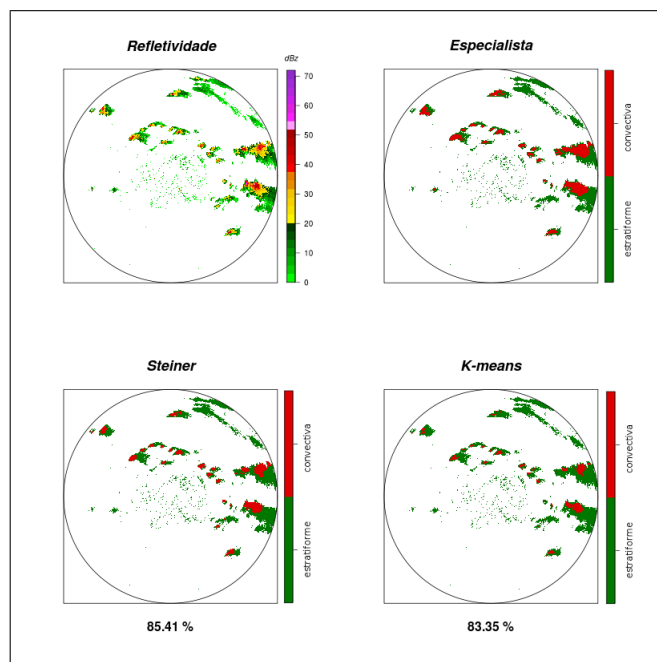 Refletividade
dBz
70
60
50
40
30
20
10
0
Especialista
convectiva
estratiforme
Steiner
convectiva
estratiforme
85.41 %
K-means
convectiva
estratiforme
83.35 %